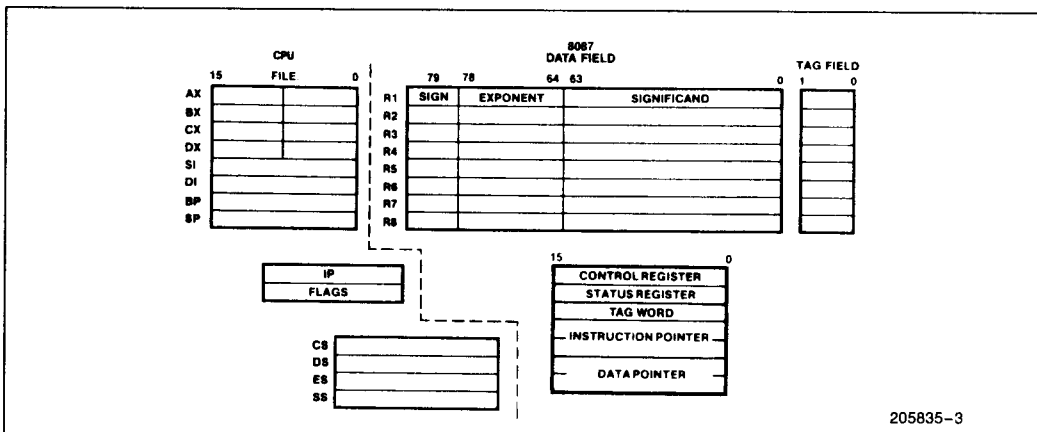 CPU
FILE
15 0
AX
BX
CX
DX
SI
DI
BP
SP
IP
FLAGS
CS
DS
ES
SS
8087
DATA FIELD
79 78 64 63 0
R1 SIGN EXPONENT SIGNIFICAND
R2
R3
R4
R5
R6
R7
R8
TAG FIELD
1 0
15 0
CONTROL REGISTER
STATUS REGISTER
TAG WORD
INSTRUCTION POINTER
DATA POINTER
205835-3